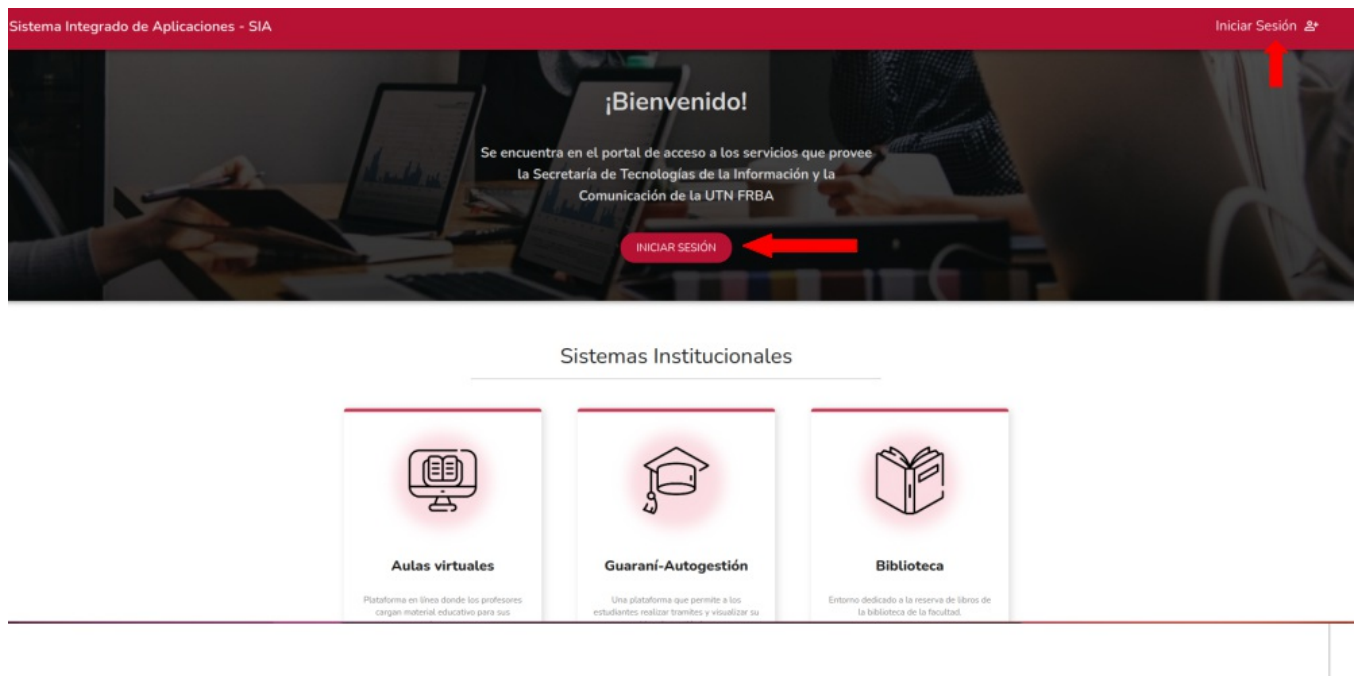 Sistema Integrado de Aplicaciones - SIA
Iniciar Sesión
¡Bienvenido!
Se encuentra en el portal de acceso a los servicios que provee
la Secretaría de Tecnologías de la Información y la
Comunicación de la UTN FRBA
INICIAR SESIÓN
Sistemas Institucionales
Aulas virtuales
Plataforma en línea donde los profesores
cargan material educativo para sus
Guaraní-Autogestión
Una plataforma que permite a los
estudiantes realizar tramites y visualizar su
Biblioteca
Entorno dedicado a la reserva de libros de
la biblioteca de la facultad.